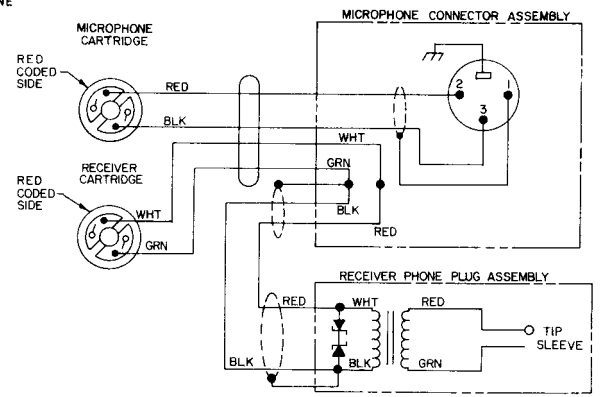 NE
MICROPHONE CONNECTOR ASSEMBLY
MICROPHONE
CARTRIDGE
RED
CODED
SIDE
RED
2
1
3
BLK
WHT
RECEIVER
CARTRIDGE
GRN
RED
CODED
SIDE
WHT
BLK
RED
GRN
RECEIVER PHONE PLUG ASSEMBLY
RED
WHT
RED
TIP
SLEEVE
BLK
BLK
GRN